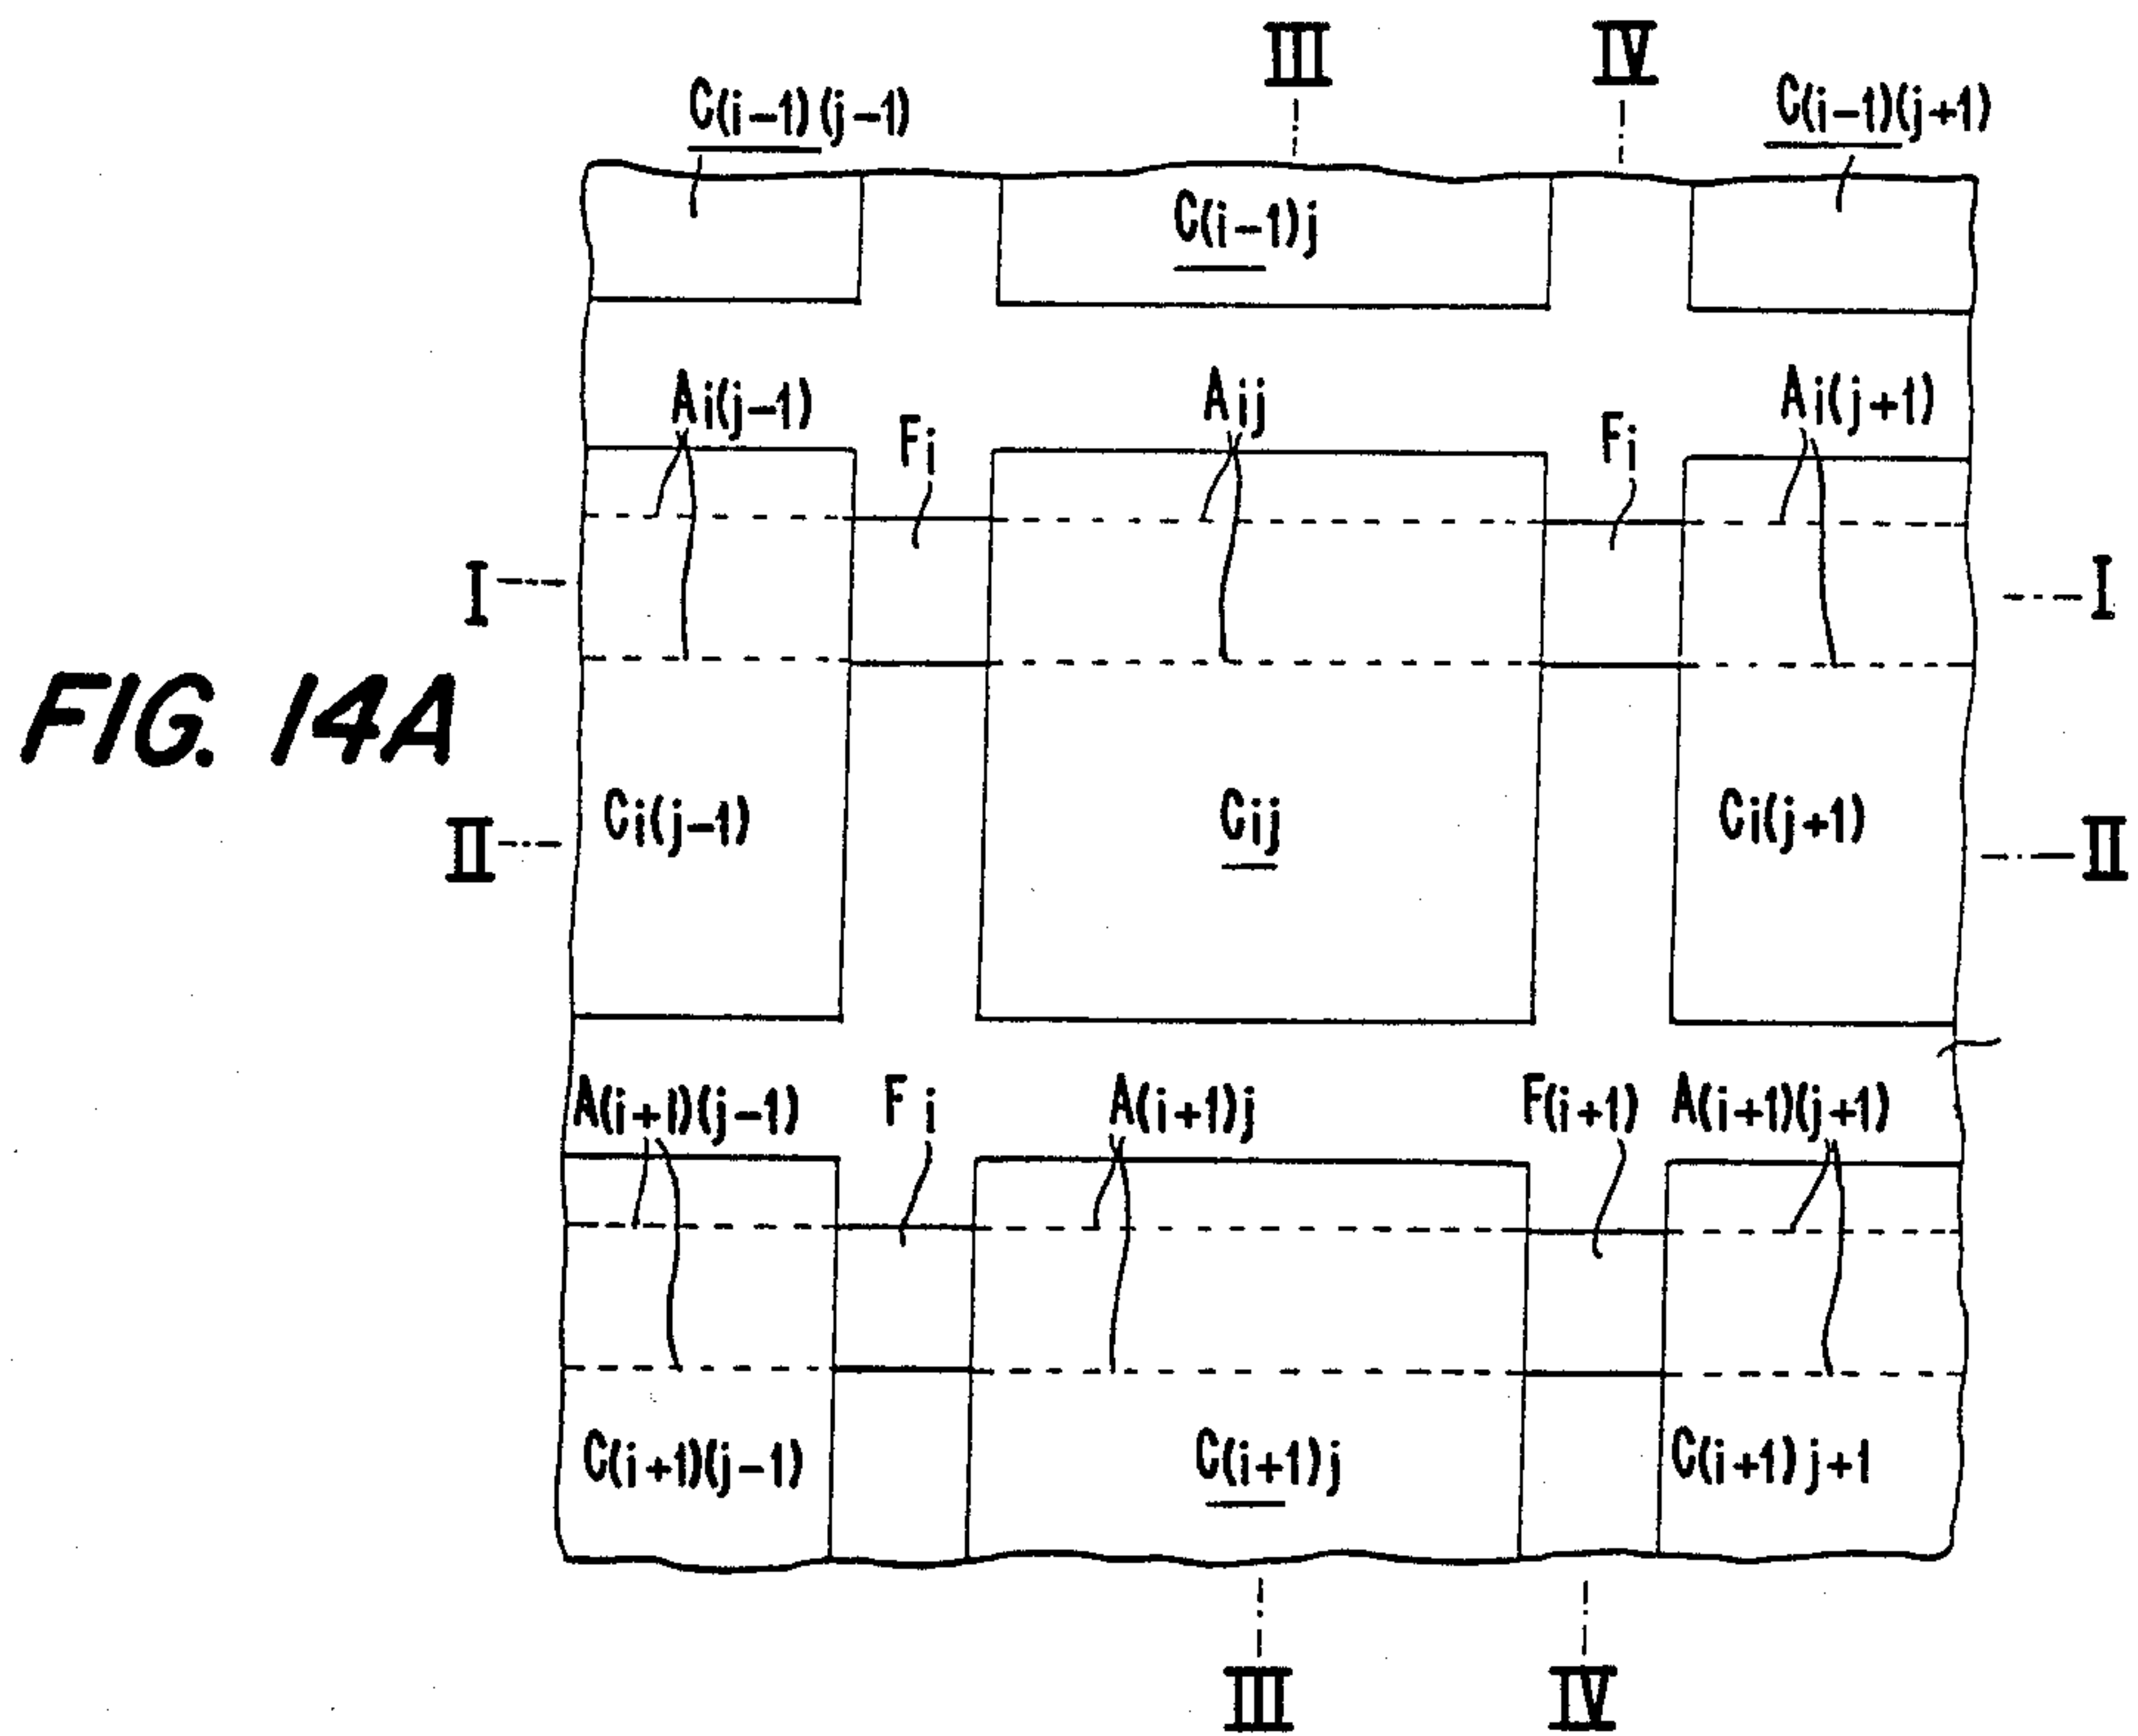 III IV
C(i-1)(j-1) C(i-1)(j+1)
C(i-1)j
Ai(j-1) Aij Ai(j+1)
Fi Fi
I I
FIG. 14A
Ci(j-1) Cij Ci(j+1)
II II
A(i+1)(j-1) Fi A(i+1)j F(i+1) A(i+1)(j+1)
C(i+1)(j-1) C(i+1)j C(i+1)j+1
III IV